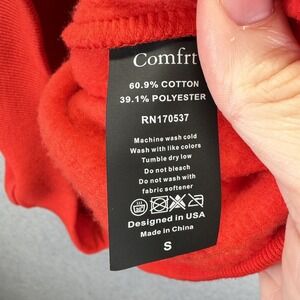 Comfrt
60.9% COTTON
39.1% POLYESTER
RN170537
Machine wash cold
Wash with like colors
Tumble dry low
Do not bleach
Do not wash with
fabric softener
Designed in USA
Made in China
S